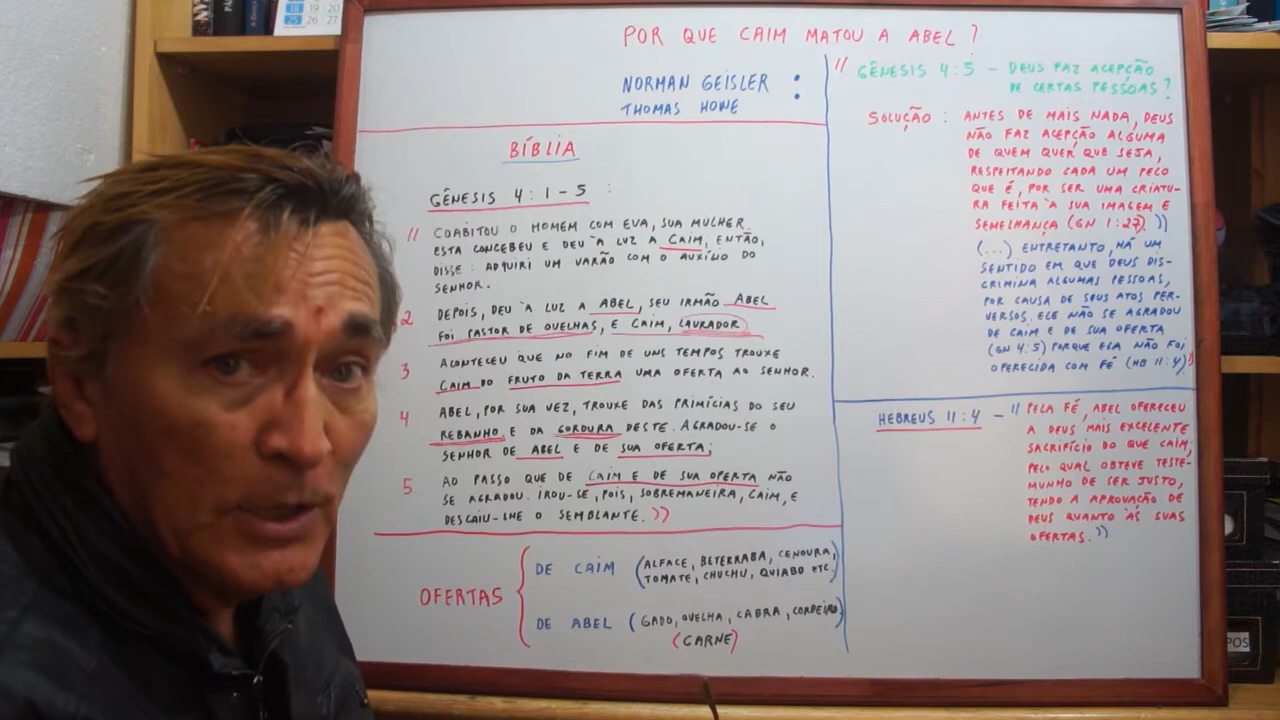 POR QUE CAIM MATOU A ABEL?
NORMAN GEISLER :
THOMAS HOWE
BÍBLIA
GÊNESIS 4:1-5 :
" COABITOU O HOMEM COM EVA, SUA MULHER.
ESTA CONCEBEU E DEU À LUZ A CAIM; ENTÃO,
DISSE: ADQUIRI UM VARÃO COM O AUXÍLIO DO
SENHOR.
2 DEPOIS, DEU À LUZ A ABEL, SEU IRMÃO ABEL
FOI PASTOR DE OVELHAS, E CAIM, LAVRADOR
3 ACONTECEU QUE NO FIM DE UNS TEMPOS TROUXE
CAIM DO FRUTO DA TERRA UMA OFERTA AO SENHOR.
4 ABEL, POR SUA VEZ, TROUXE DAS PRIMÍCIAS DO SEU
REBANHO E DA GORDURA DESTE. AGRADOU-SE O
SENHOR DE ABEL E DE SUA OFERTA;
5 AO PASSO QUE DE CAIM E DE SUA OFERTA NÃO
SE AGRADOU. IROU-SE, POIS, SOBREMANEIRA, CAIM, E
DESCAIU-LHE O SEMBLANTE. "
OFERTAS
DE CAIM (ALFACE, BETERRABA, CENOURA,
TOMATE, CHUCHU, QUIABO ETC.)
DE ABEL (GADO, OVELHA, CABRA, CORDEIRO)
(CARNE)
" GÊNESIS 4:5 - DEUS FAZ ACEPÇÃO
DE CERTAS PESSOAS?
SOLUÇÃO: ANTES DE MAIS NADA, DEUS
NÃO FAZ ACEPÇÃO ALGUMA
DE QUEM QUER QUE SEJA,
RESPEITANDO CADA UM PELO
QUE É, POR SER UMA CRIATU-
RA FEITA À SUA IMAGEM E
SEMELHANÇA (GN 1:27). "
(...) ENTRETANTO, HÁ UM
SENTIDO EM QUE DEUS DIS-
CRIMINA ALGUMAS PESSOAS,
POR CAUSA DE SEUS ATOS PER-
VERSOS. ELE NÃO SE AGRADOU
DE CAIM E DE SUA OFERTA
(GN 4:5) PORQUE ELA NÃO FOI
OFERECIDA COM FÉ (HB 11:4). "
HEBREUS 11:4 - " PELA FÉ, ABEL OFERECEU
A DEUS MAIS EXCELENTE
SACRIFÍCIO DO QUE CAIM;
PELO QUAL OBTEVE TESTE-
MUNHO DE SER JUSTO,
TENDO A APROVAÇÃO DE
DEUS QUANTO ÀS SUAS
OFERTAS. "
18 19 20
25 26 27